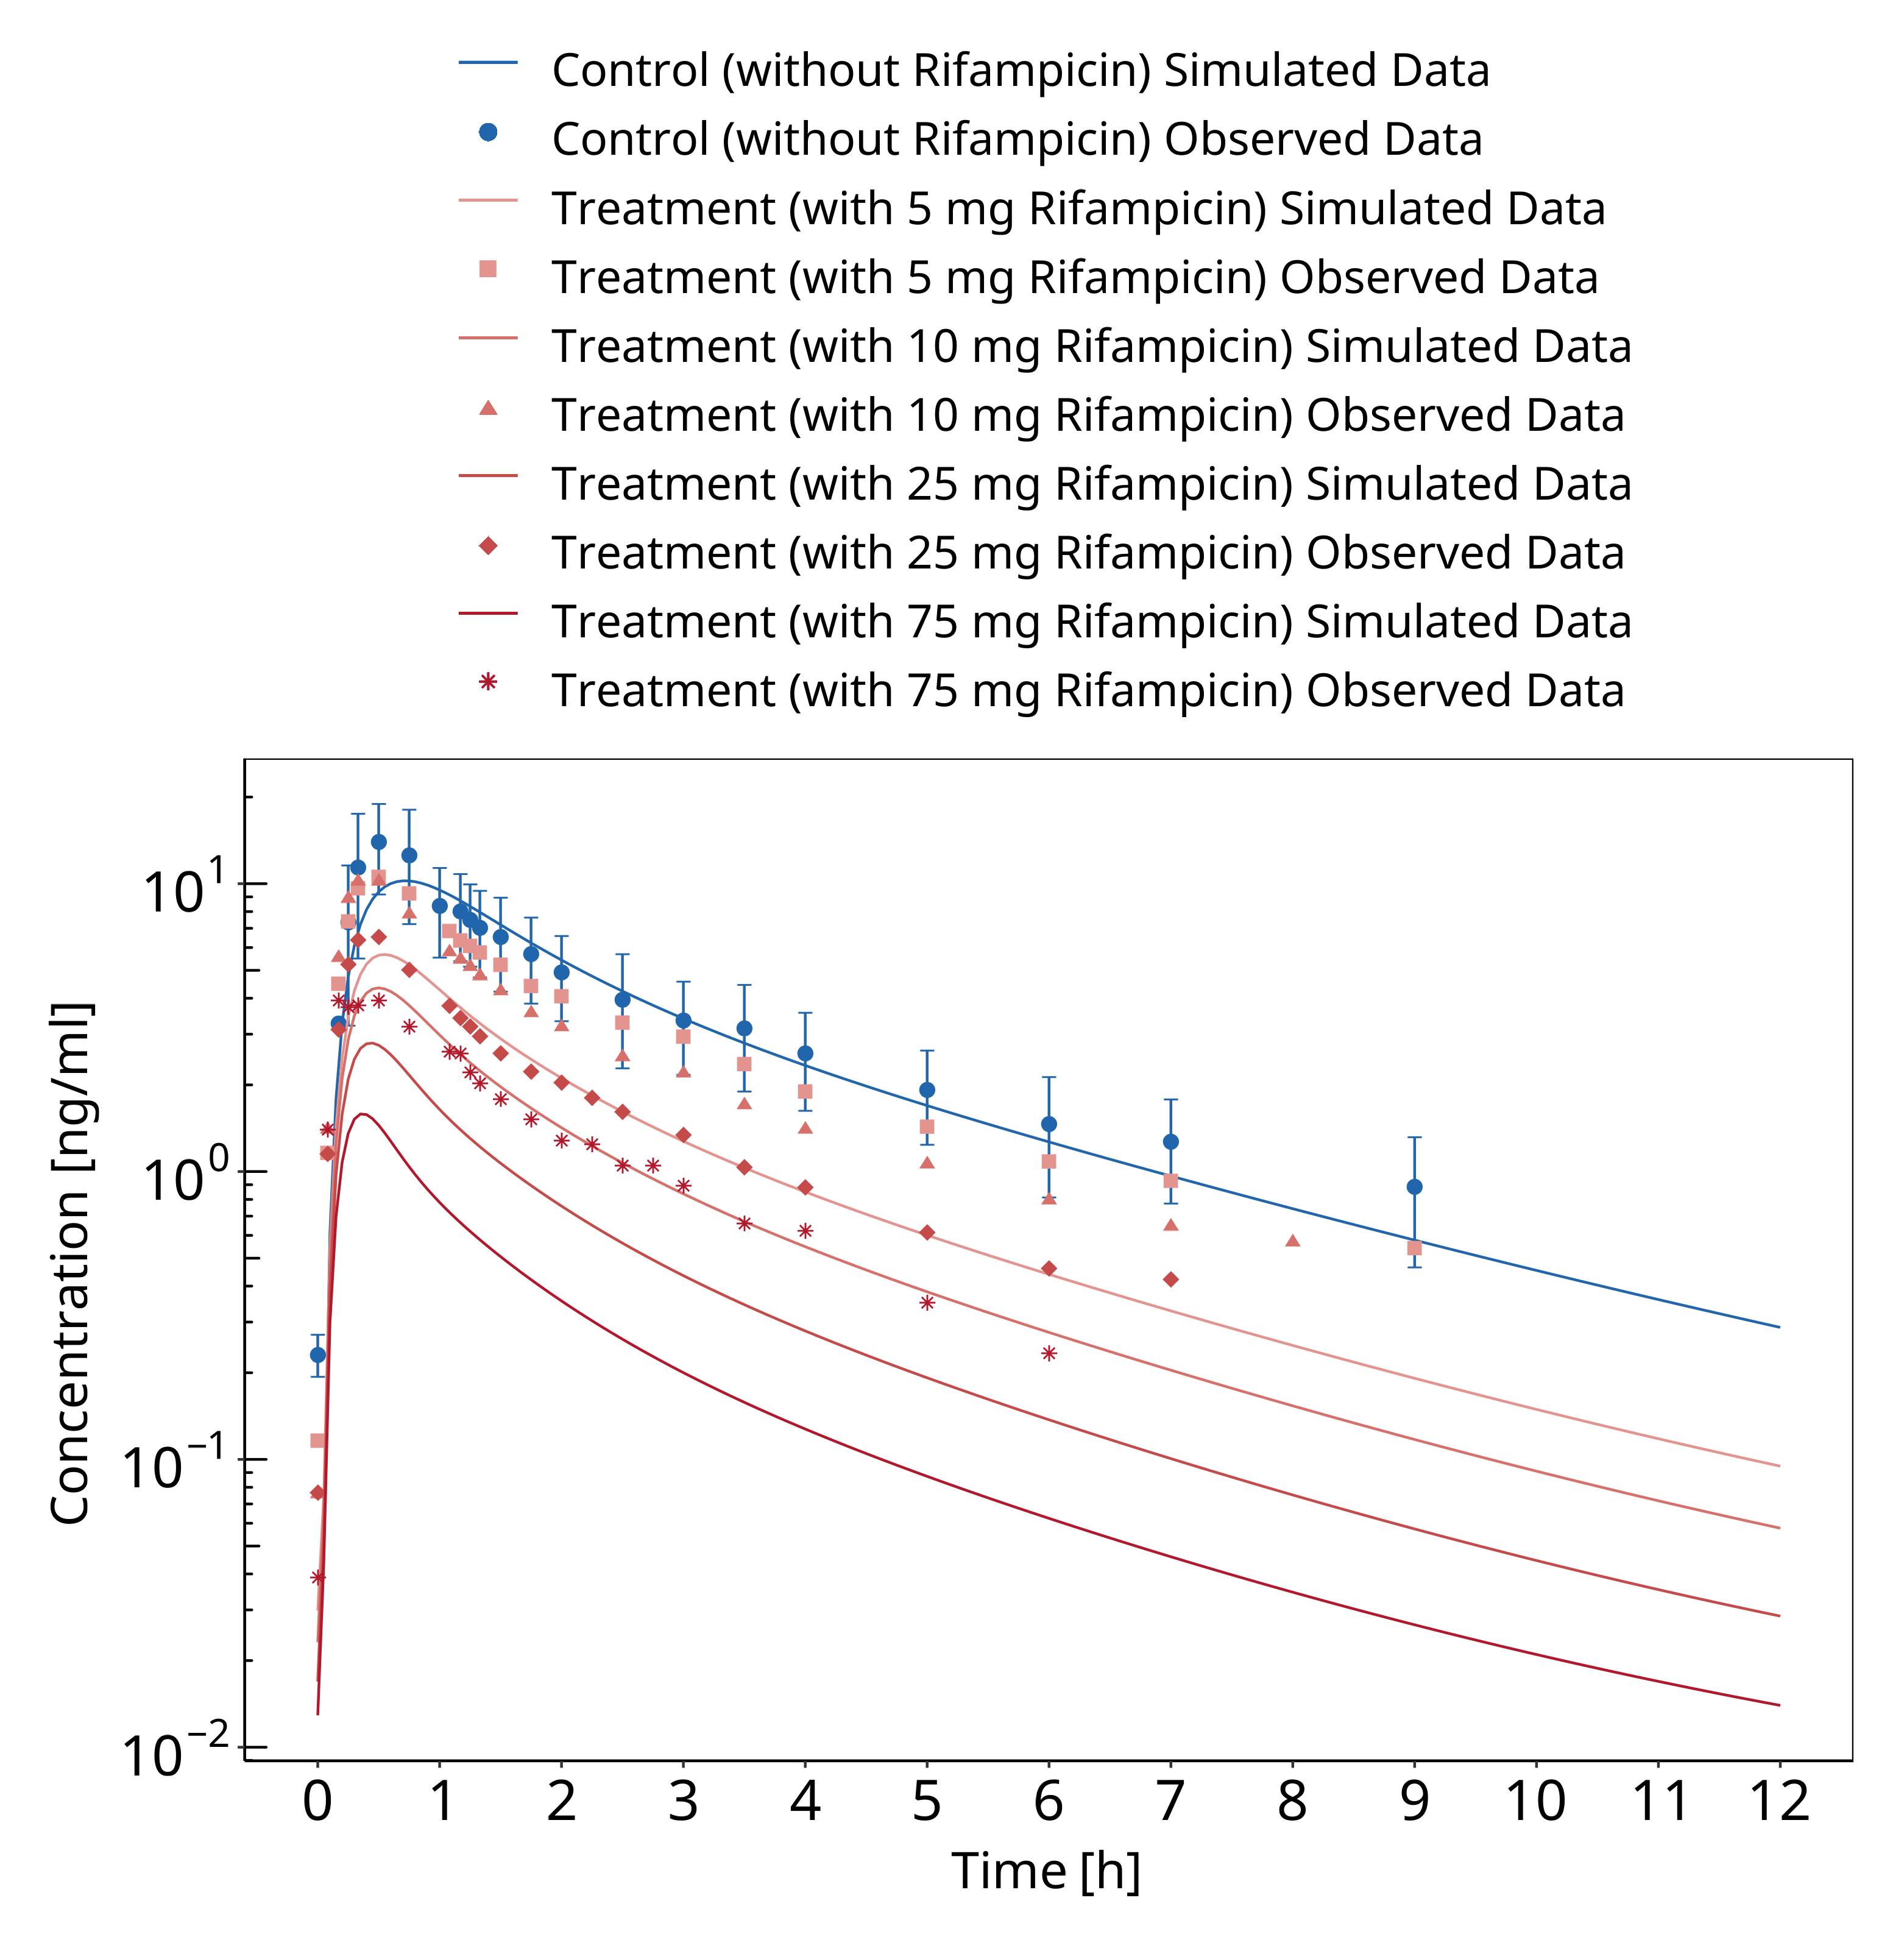 Control (without Rifampicin) Simulated Data
Control (without Rifampicin) Observed Data
Treatment (with 5 mg Rifampicin) Simulated Data
Treatment (with 5 mg Rifampicin) Observed Data
Treatment (with 10 mg Rifampicin) Simulated Data
Treatment (with 10 mg Rifampicin) Observed Data
Treatment (with 25 mg Rifampicin) Simulated Data
Treatment (with 25 mg Rifampicin) Observed Data
Treatment (with 75 mg Rifampicin) Simulated Data
Treatment (with 75 mg Rifampicin) Observed Data
Concentration [ng/ml]
10¹
10⁰
10⁻¹
10⁻²
0 1 2 3 4 5 6 7 8 9 10 11 12
Time [h]